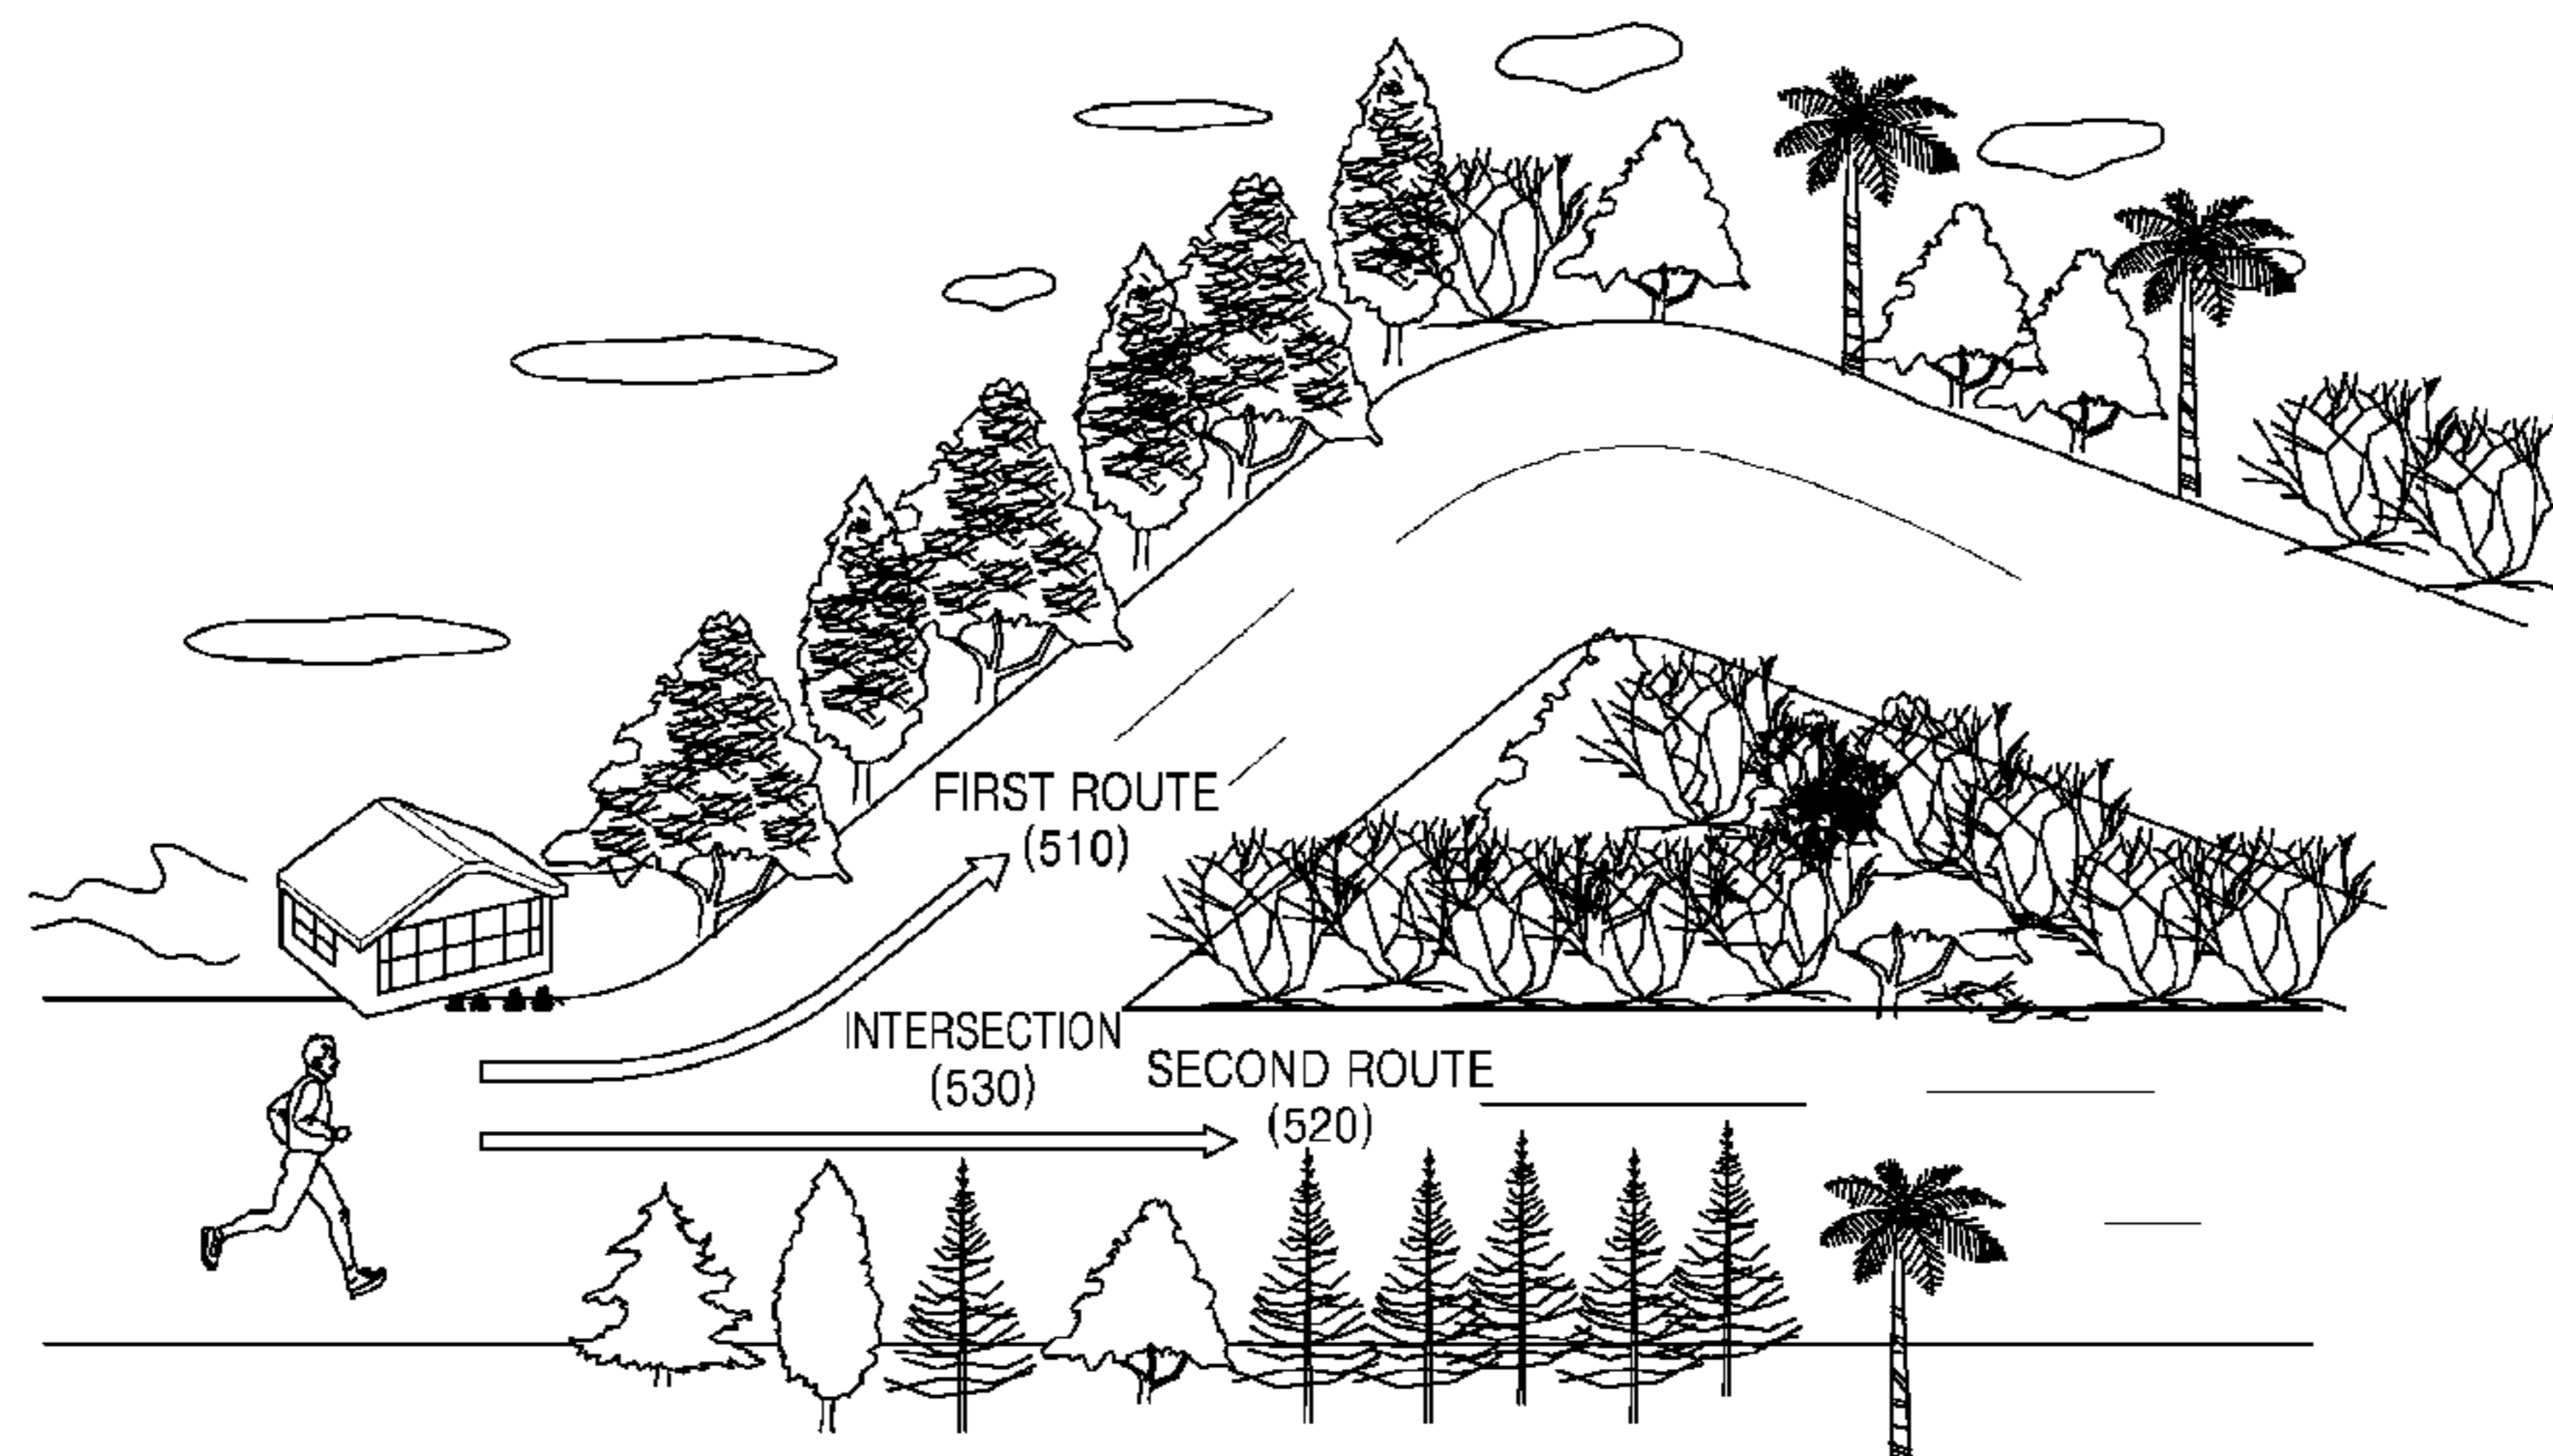 FIRST ROUTE
(510)
INTERSECTION
(530)
SECOND ROUTE
(520)